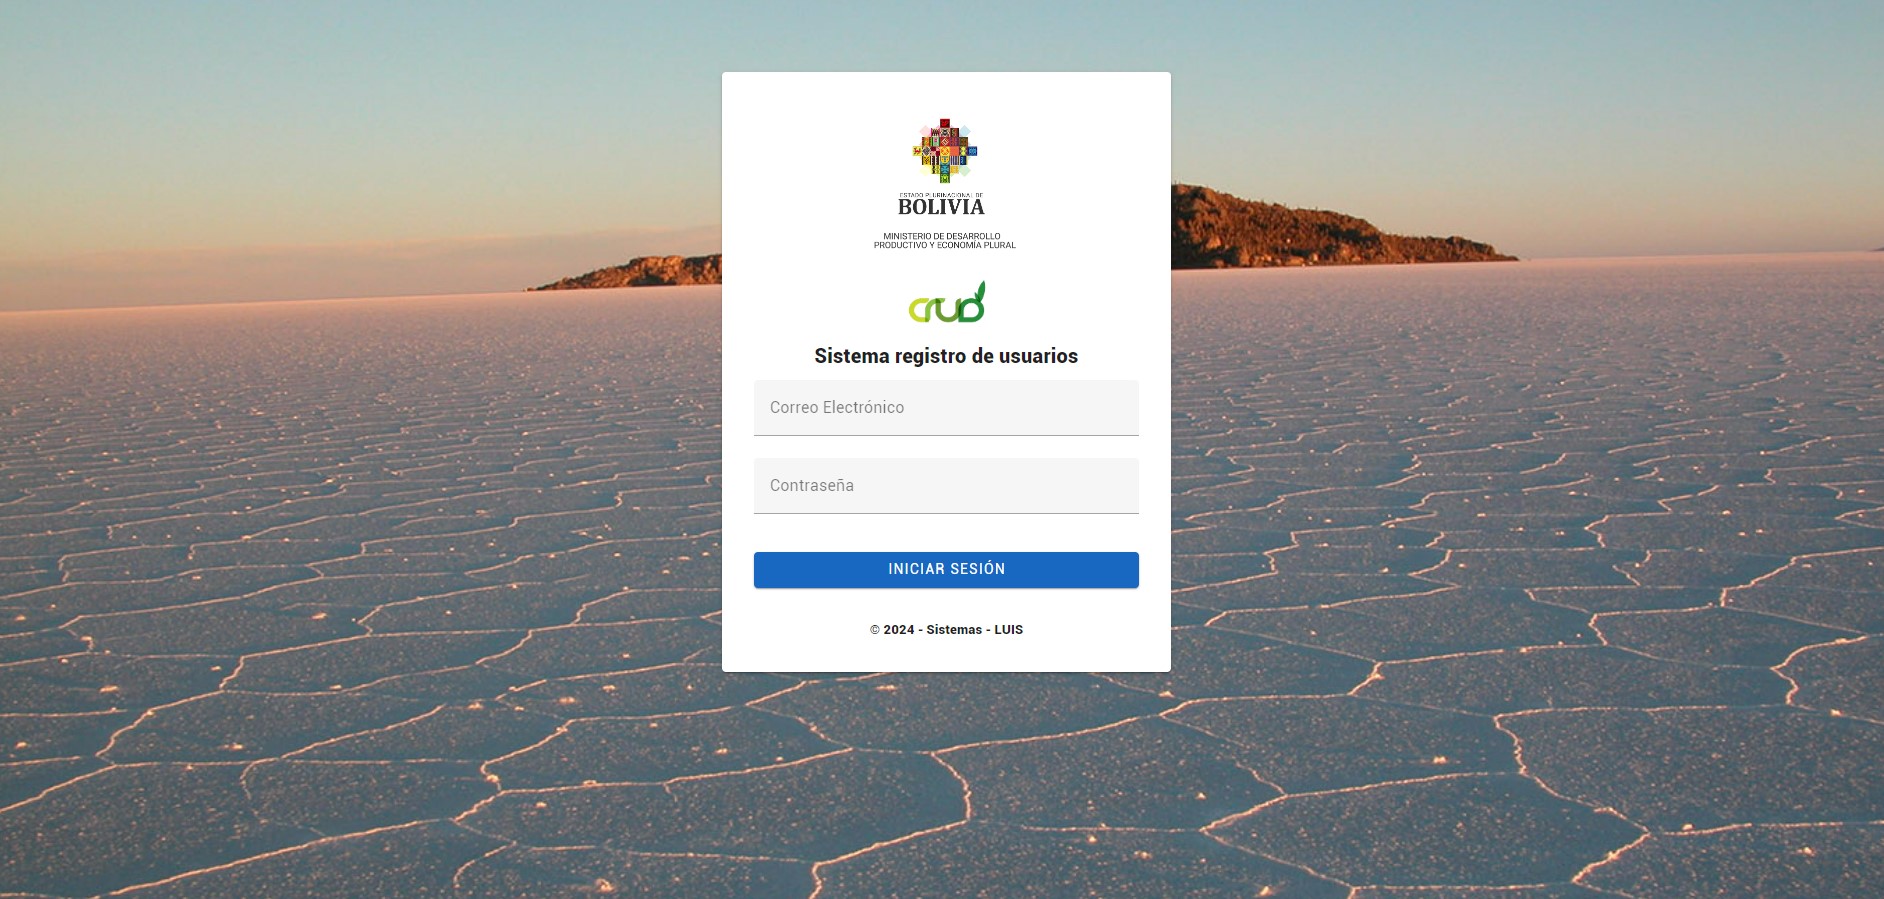 ESTADO PLURINACIONAL DE
BOLIVIA
MINISTERIO DE DESARROLLO
PRODUCTIVO Y ECONOMÍA PLURAL
crud
Sistema registro de usuarios
Correo Electrónico
Contraseña
INICIAR SESIÓN
© 2024 - Sistemas - LUIS